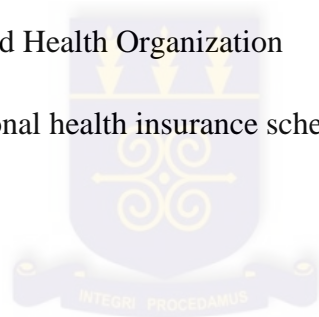 d Health Organization
onal health insurance sche
INTEGRI PROCEDAMUS